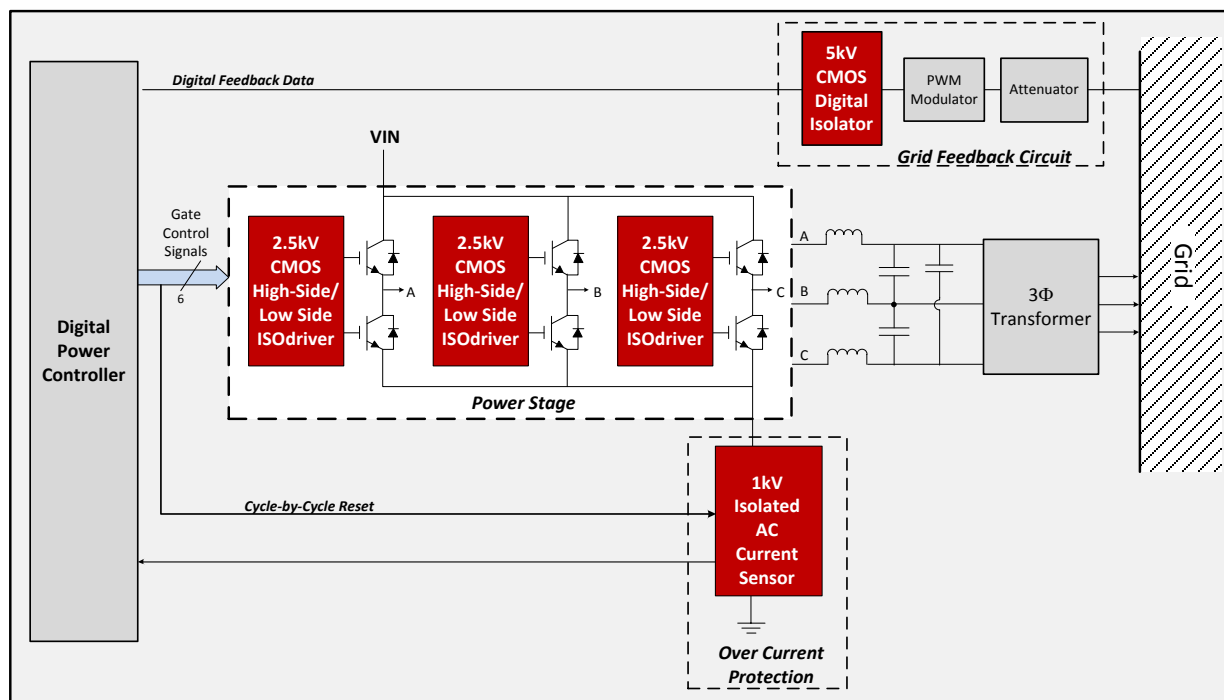 5kV
CMOS
Digital
Isolator
PWM
Modulator
Attenuator
Grid Feedback Circuit
Digital Feedback Data
VIN
Gate
Control
Signals
6
2.5kV
CMOS
High-Side/
Low Side
ISOdriver
A
2.5kV
CMOS
High-Side/
Low Side
ISOdriver
B
2.5kV
CMOS
High-Side/
Low Side
ISOdriver
C
Power Stage
A
B
C
3Φ
Transformer
Grid
Digital
Power
Controller
Cycle-by-Cycle Reset
1kV
Isolated
AC
Current
Sensor
Over Current
Protection